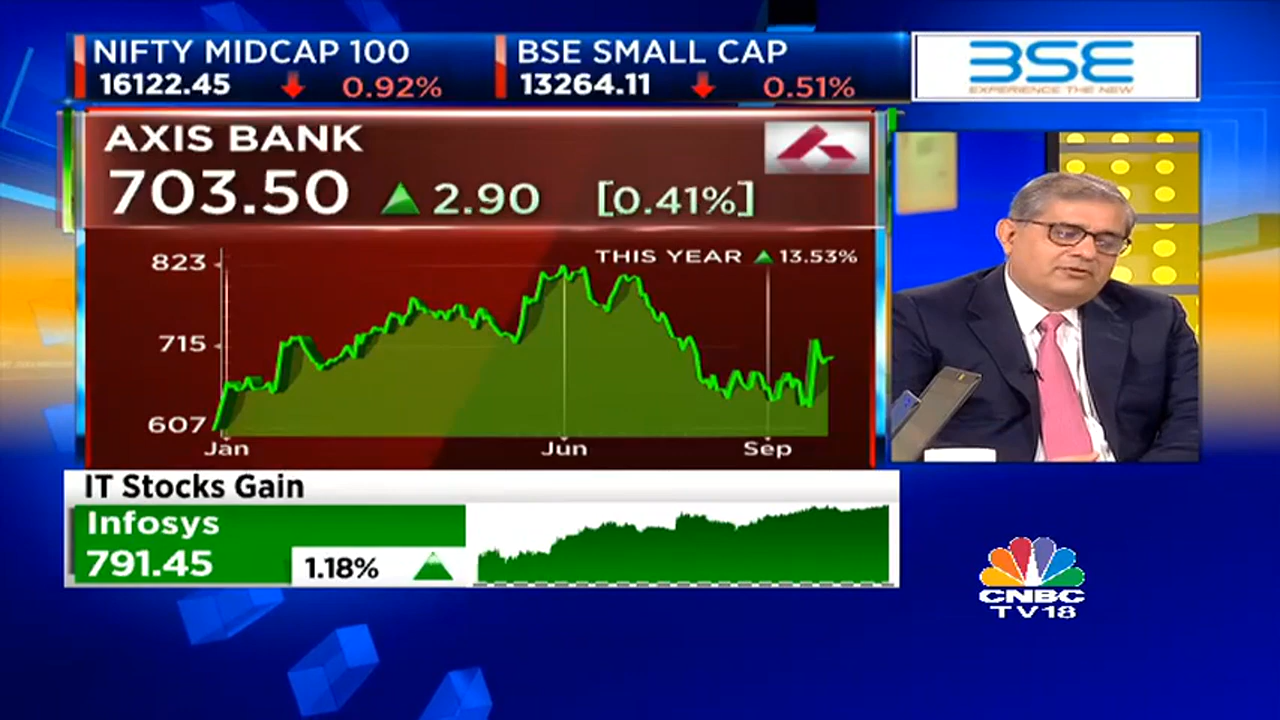 NIFTY MIDCAP 100
16122.45 0.92%
BSE SMALL CAP
13264.11 0.51%
BSE
EXPERIENCE THE NEW
AXIS BANK
703.50 2.90 [0.41%]
THIS YEAR 13.53%
823
715
607
Jan Jun Sep
IT Stocks Gain
Infosys
791.45 1.18%
CNBC
TV18